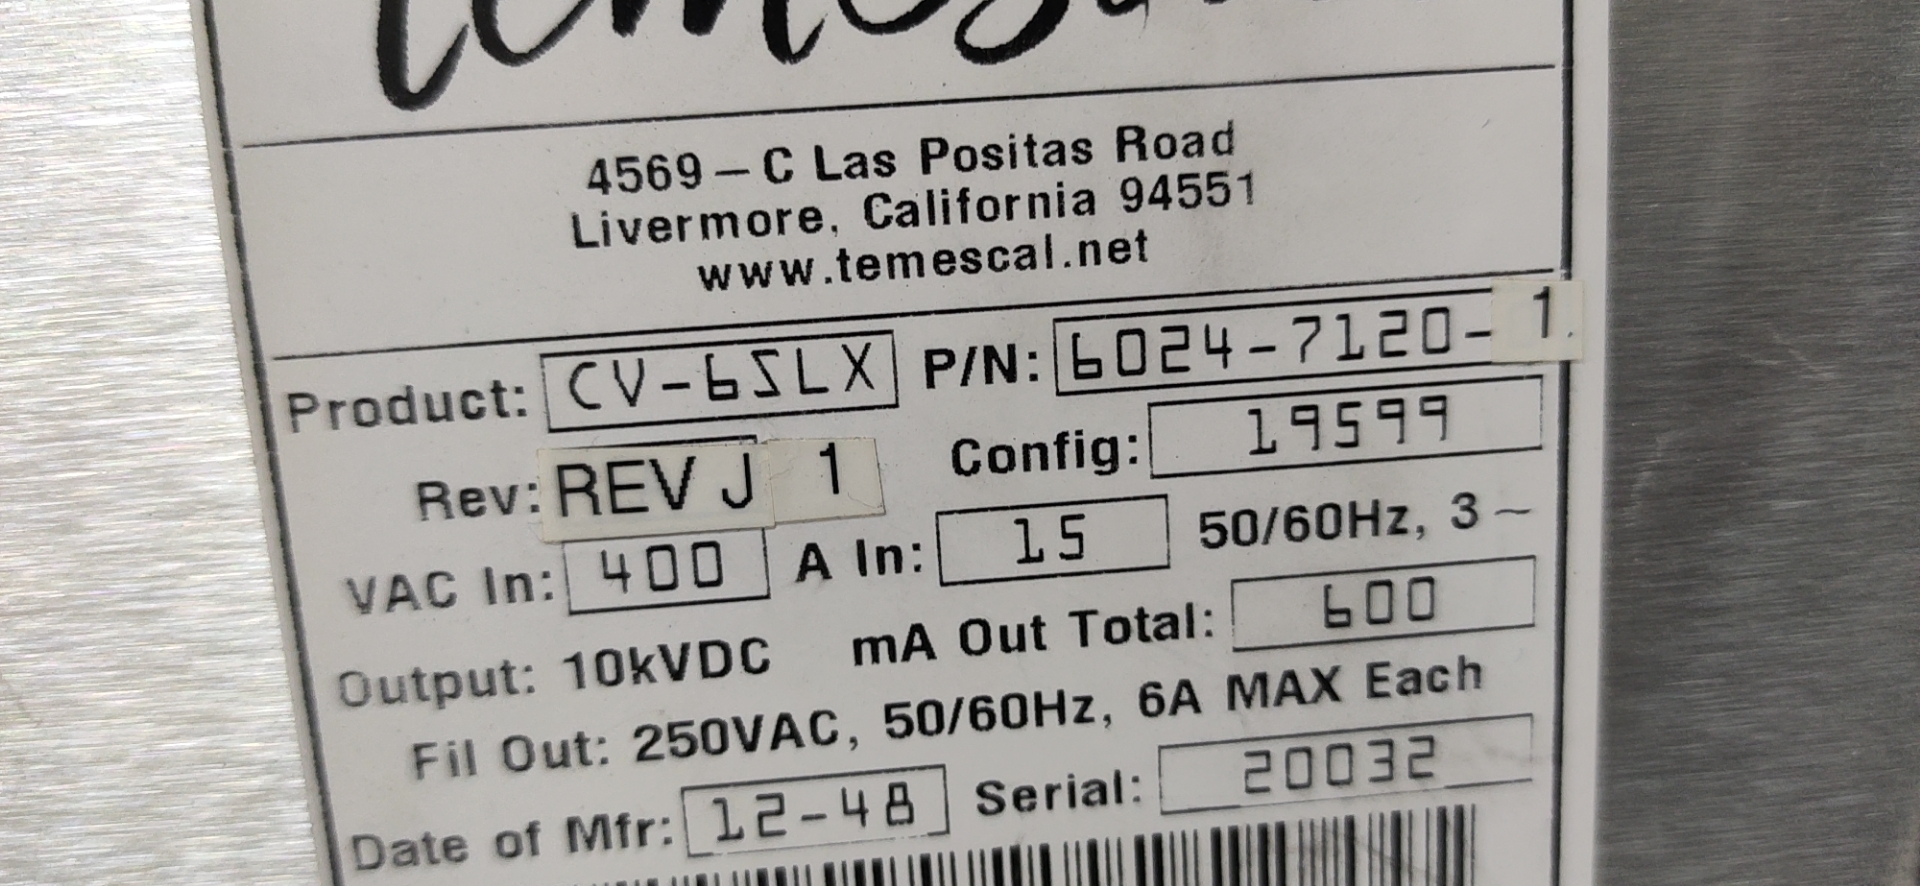 temescal
4569 – C Las Positas Road
Livermore, California 94551
www.temescal.net
Product: CV-6SLX P/N: 6024-7120-1
Rev: REV J 1 Config: 19599
VAC In: 400 A In: 15 50/60Hz, 3~
Output: 10kVDC mA Out Total: 600
Fil Out: 250VAC, 50/60Hz, 6A MAX Each
Date of Mfr: 12-48 Serial: 20032